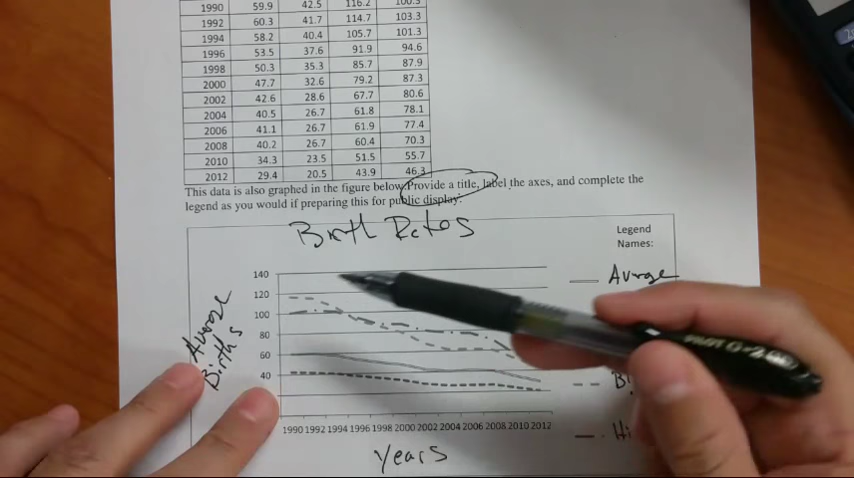 1990 59.9 42.5 116.2 100.3
1992 60.3 41.7 114.7 103.3
1994 58.2 40.4 105.7 101.3
1996 53.5 37.6 91.9 94.6
1998 50.3 35.3 85.7 87.9
2000 47.7 32.6 79.2 87.3
2002 42.6 28.6 67.7 80.6
2004 40.5 26.7 61.8 78.1
2006 41.1 26.7 61.9 77.4
2008 40.2 26.7 60.4 70.3
2010 34.3 23.5 51.5 55.7
2012 29.4 20.5 43.9 46.3
This data is also graphed in the figure below. Provide a title, label the axes, and complete the
legend as you would if preparing this for public display.
Birth Rates
Legend
Names:
Avrage
140
120
100
80
60
40
Avrage
Births
B
Hi
1990 1992 1994 1996 1998 2000 2002 2004 2006 2008 2010 2012
years
PILOT G-2